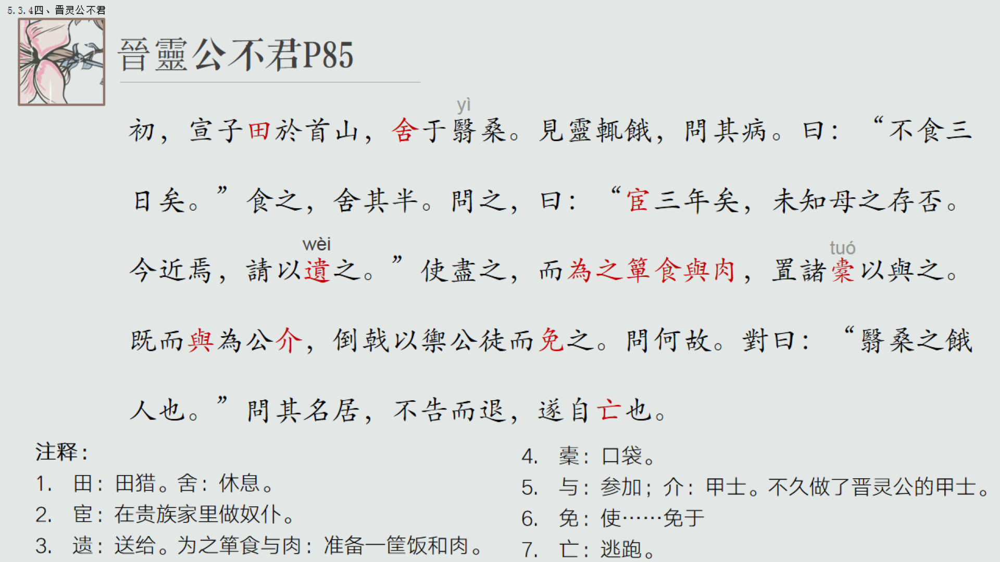 5.3.4四、晋灵公不君
晉靈公不君P85
yì
初，宣子田於首山，舍于翳桑。見靈輒餓，問其病。曰：“不食三
日矣。”食之，舍其半。問之，曰：“宦三年矣，未知母之存否。
wèi
tuó
今近焉，請以遺之。”使盡之，而為之簞食與肉，置諸橐以與之。
既而與為公介，倒戟以禦公徒而免之。問何故。對曰：“翳桑之餓
人也。”問其名居，不告而退，遂自亡也。
注释：
1. 田：田猎。舍：休息。
2. 宦：在贵族家里做奴仆。
3. 遗：送给。为之箪食与肉：准备一筐饭和肉。
4. 橐：口袋。
5. 与：参加；介：甲士。不久做了晋灵公的甲士。
6. 免：使……免于
7. 亡：逃跑。